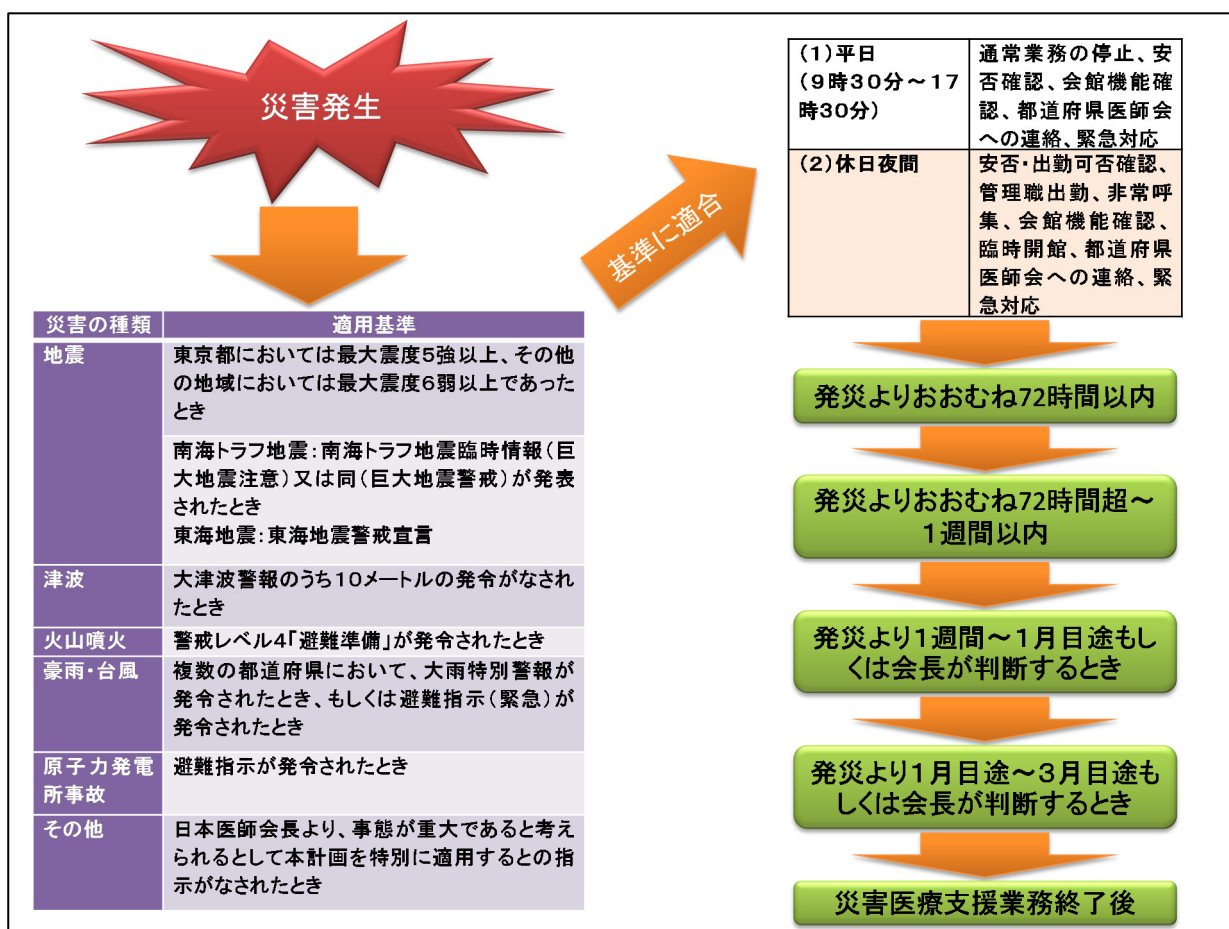 災害発生
災害の種類 適用基準
地震
東京都においては最大震度5強以上、その他
の地域においては最大震度6弱以上であった
とき
南海トラフ地震:南海トラフ地震臨時情報(巨
大地震注意)又は同(巨大地震警戒)が発表
されたとき
東海地震:東海地震警戒宣言
津波
大津波警報のうち10メートルの発令がなされ
たとき
火山噴火 警戒レベル4「避難準備」が発令されたとき
豪雨・台風
複数の都道府県において、大雨特別警報が
発令されたとき、もしくは避難指示(緊急)が
発令されたとき
原子力発電
所事故
避難指示が発令されたとき
その他
日本医師会長より、事態が重大であると考え
られるとして本計画を特別に適用するとの指
示がなされたとき
基準に適合
(1)平日
(9時30分~17
時30分)
通常業務の停止、安
否確認、会館機能確
認、都道府県医師会
への連絡、緊急対応
(2)休日夜間
安否・出勤可否確認、
管理職出勤、非常呼
集、会館機能確認、
臨時開館、都道府県
医師会への連絡、緊
急対応
発災よりおおむね72時間以内
発災よりおおむね72時間超~
1週間以内
発災より1週間~1月目途もし
くは会長が判断するとき
発災より1月目途~3月目途も
しくは会長が判断するとき
災害医療支援業務終了後